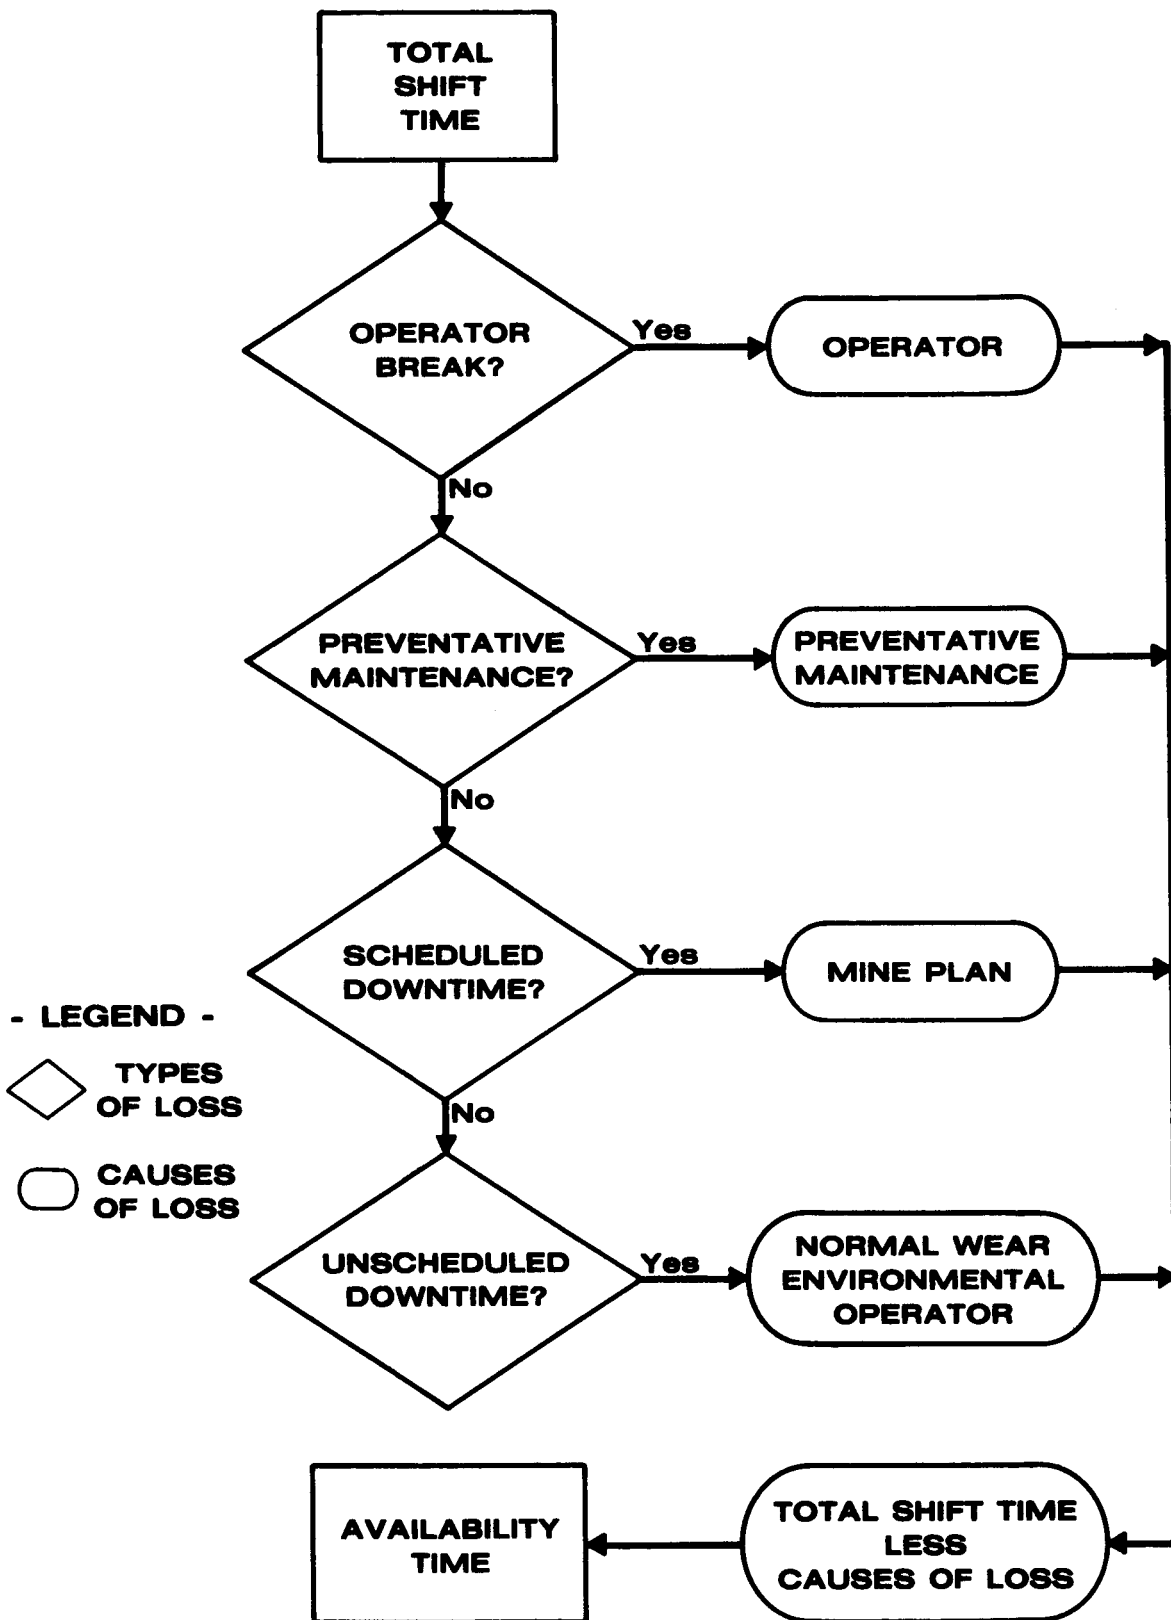 TOTAL
SHIFT
TIME
OPERATOR
BREAK?
Yes
OPERATOR
No
PREVENTATIVE
MAINTENANCE?
Yes
PREVENTATIVE
MAINTENANCE
No
SCHEDULED
DOWNTIME?
Yes
MINE PLAN
- LEGEND -
TYPES
OF LOSS
No
CAUSES
OF LOSS
UNSCHEDULED
DOWNTIME?
Yes
NORMAL WEAR
ENVIRONMENTAL
OPERATOR
AVAILABILITY
TIME
TOTAL SHIFT TIME
LESS
CAUSES OF LOSS